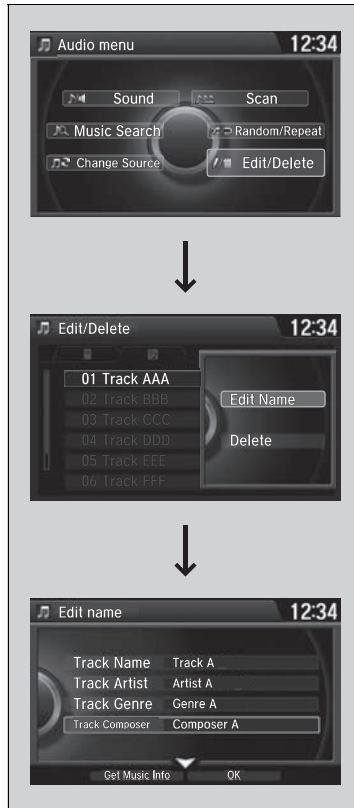 Audio menu 12:34
Sound Scan
Music Search Random/Repeat
Change Source Edit/Delete
Edit/Delete 12:34
01 Track AAA
02 Track BBB
Edit Name
03 Track CCC
04 Track DDD
Delete
05 Track EEE
06 Track FFF
Edit name 12:34
Track Name Track A
Track Artist Artist A
Track Genre Genre A
Track Composer Composer A
Get Music Info OK